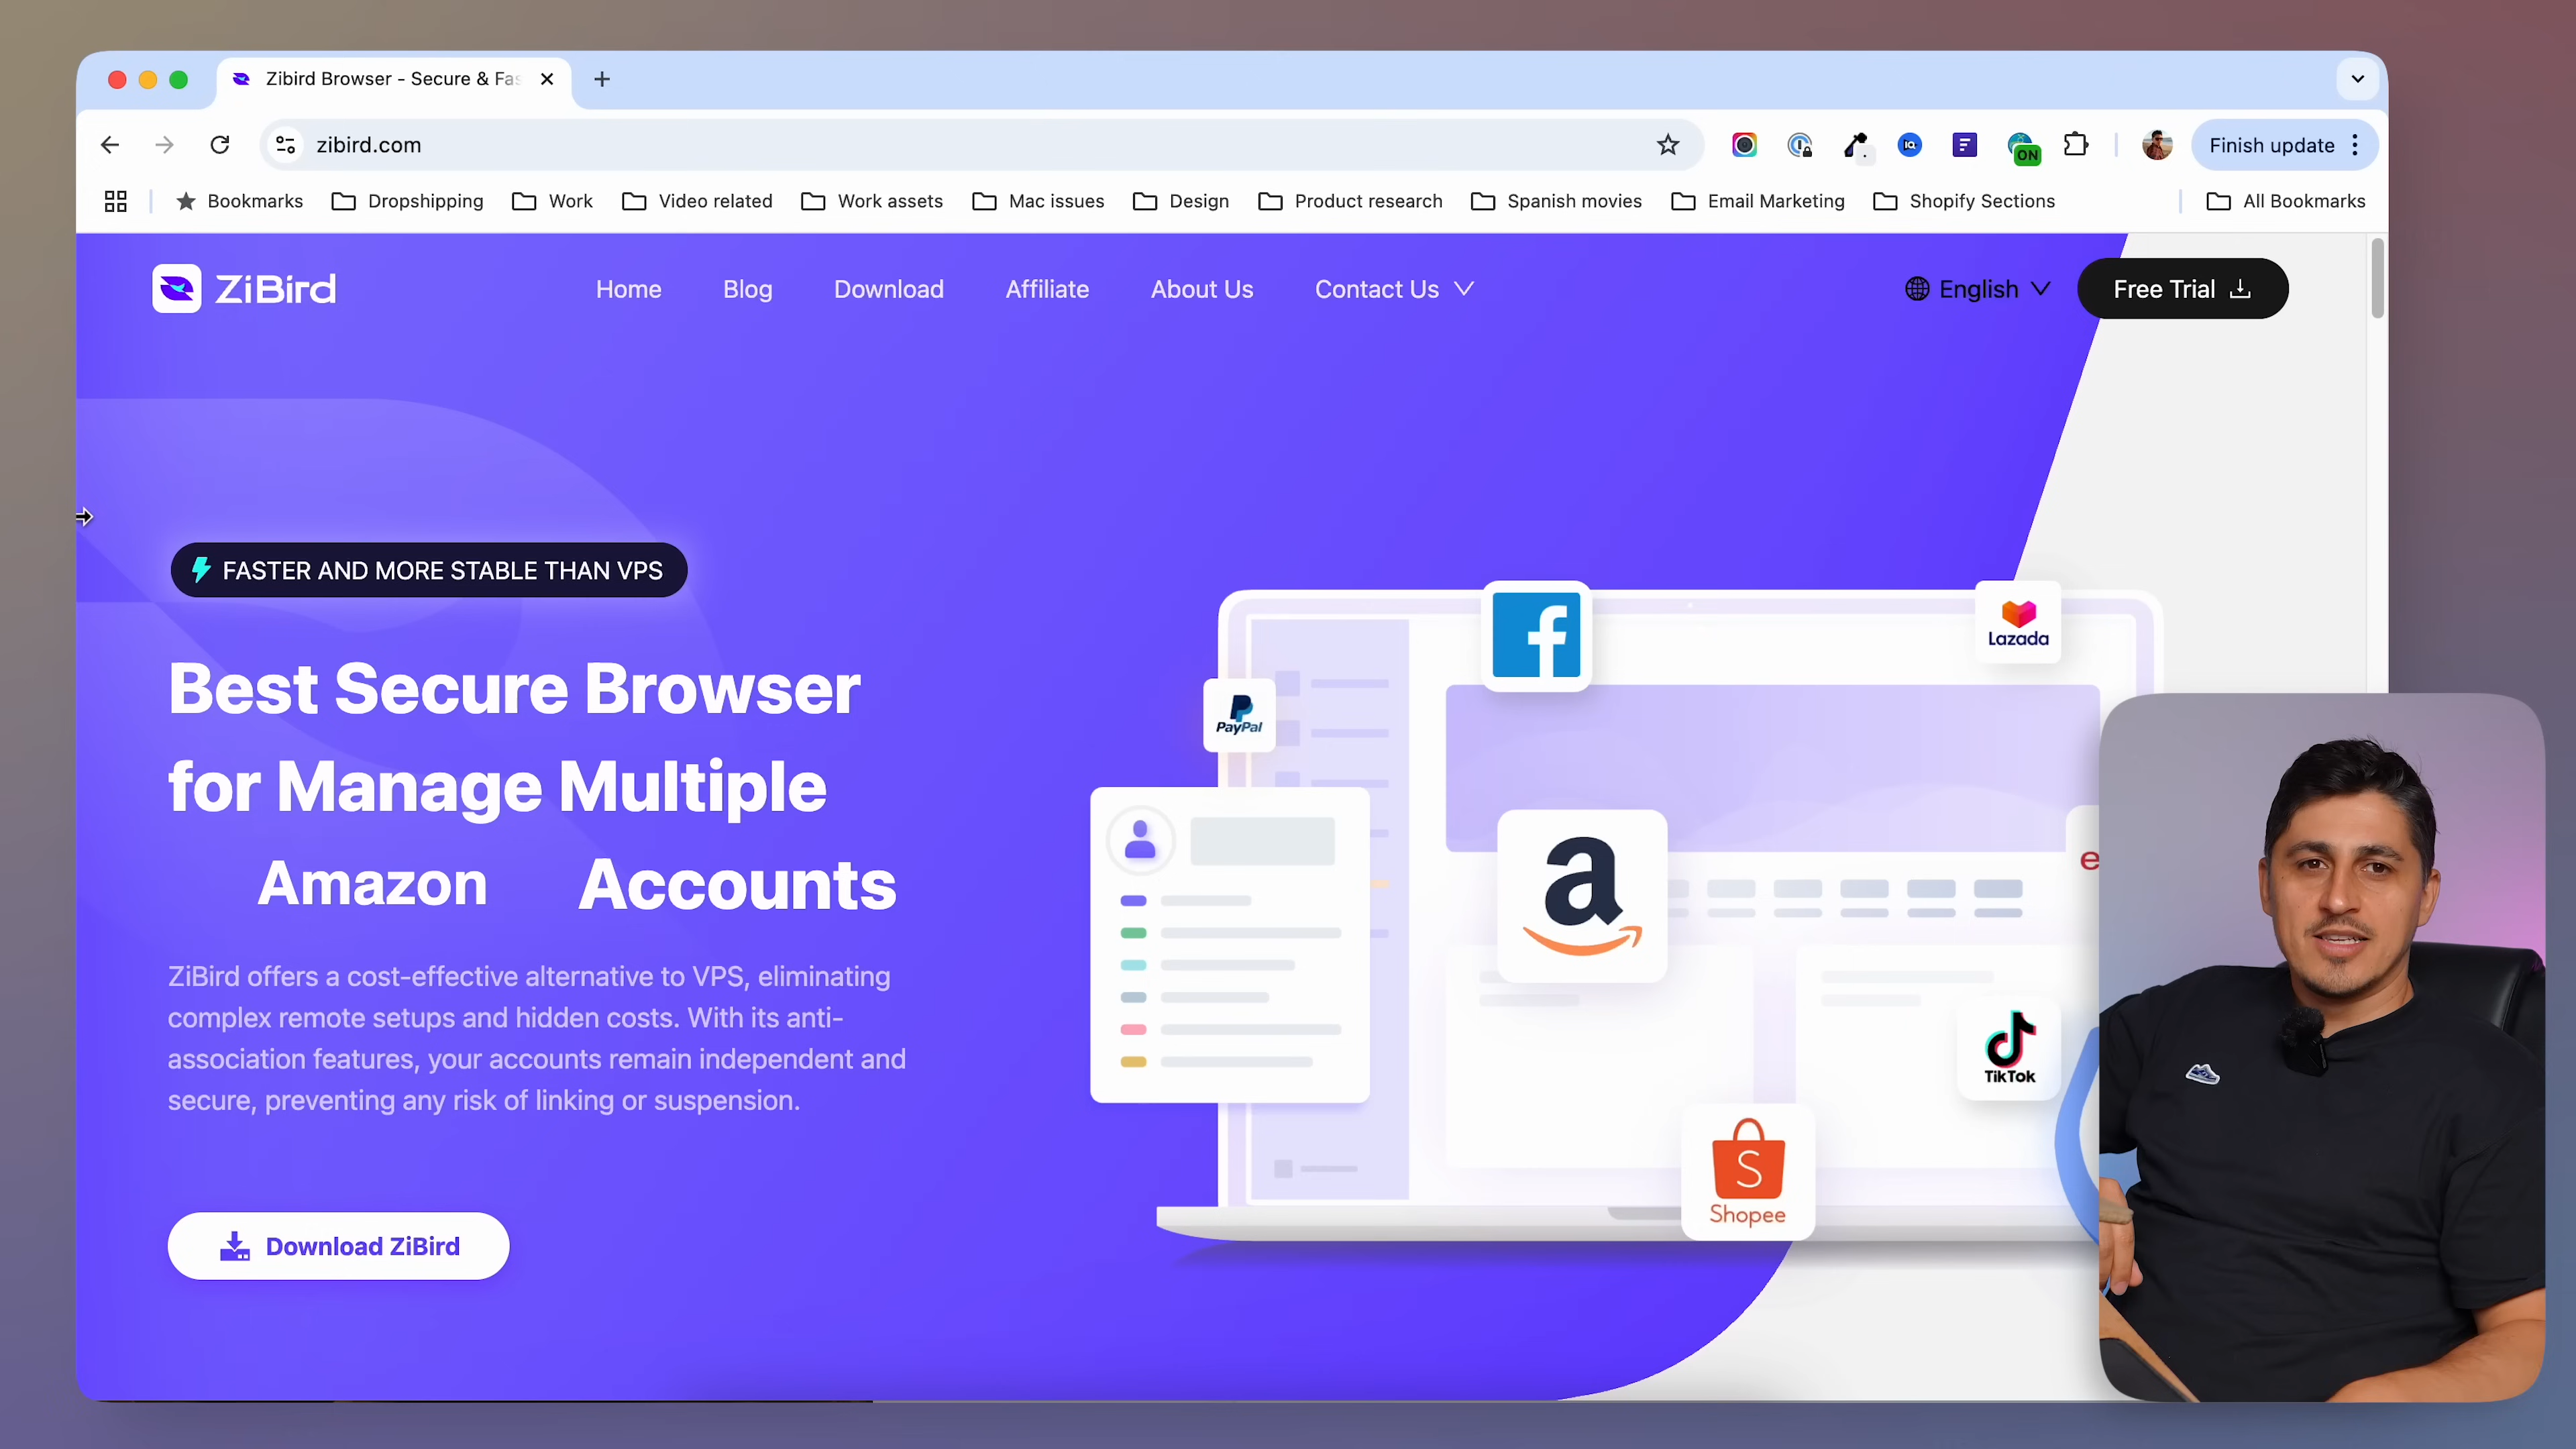 Zibird Browser - Secure & Fas
zibird.com
ON
Finish update
Bookmarks
Dropshipping
Work
Video related
Work assets
Mac issues
Design
Product research
Spanish movies
Email Marketing
Shopify Sections
All Bookmarks
ZiBird
Home
Blog
Download
Affiliate
About Us
Contact Us
English
Free Trial
FASTER AND MORE STABLE THAN VPS
Best Secure Browser
for Manage Multiple
Amazon Accounts
ZiBird offers a cost-effective alternative to VPS, eliminating
complex remote setups and hidden costs. With its anti-
association features, your accounts remain independent and
secure, preventing any risk of linking or suspension.
Download ZiBird
Lazada
PayPal
a
e
TikTok
S
Shopee